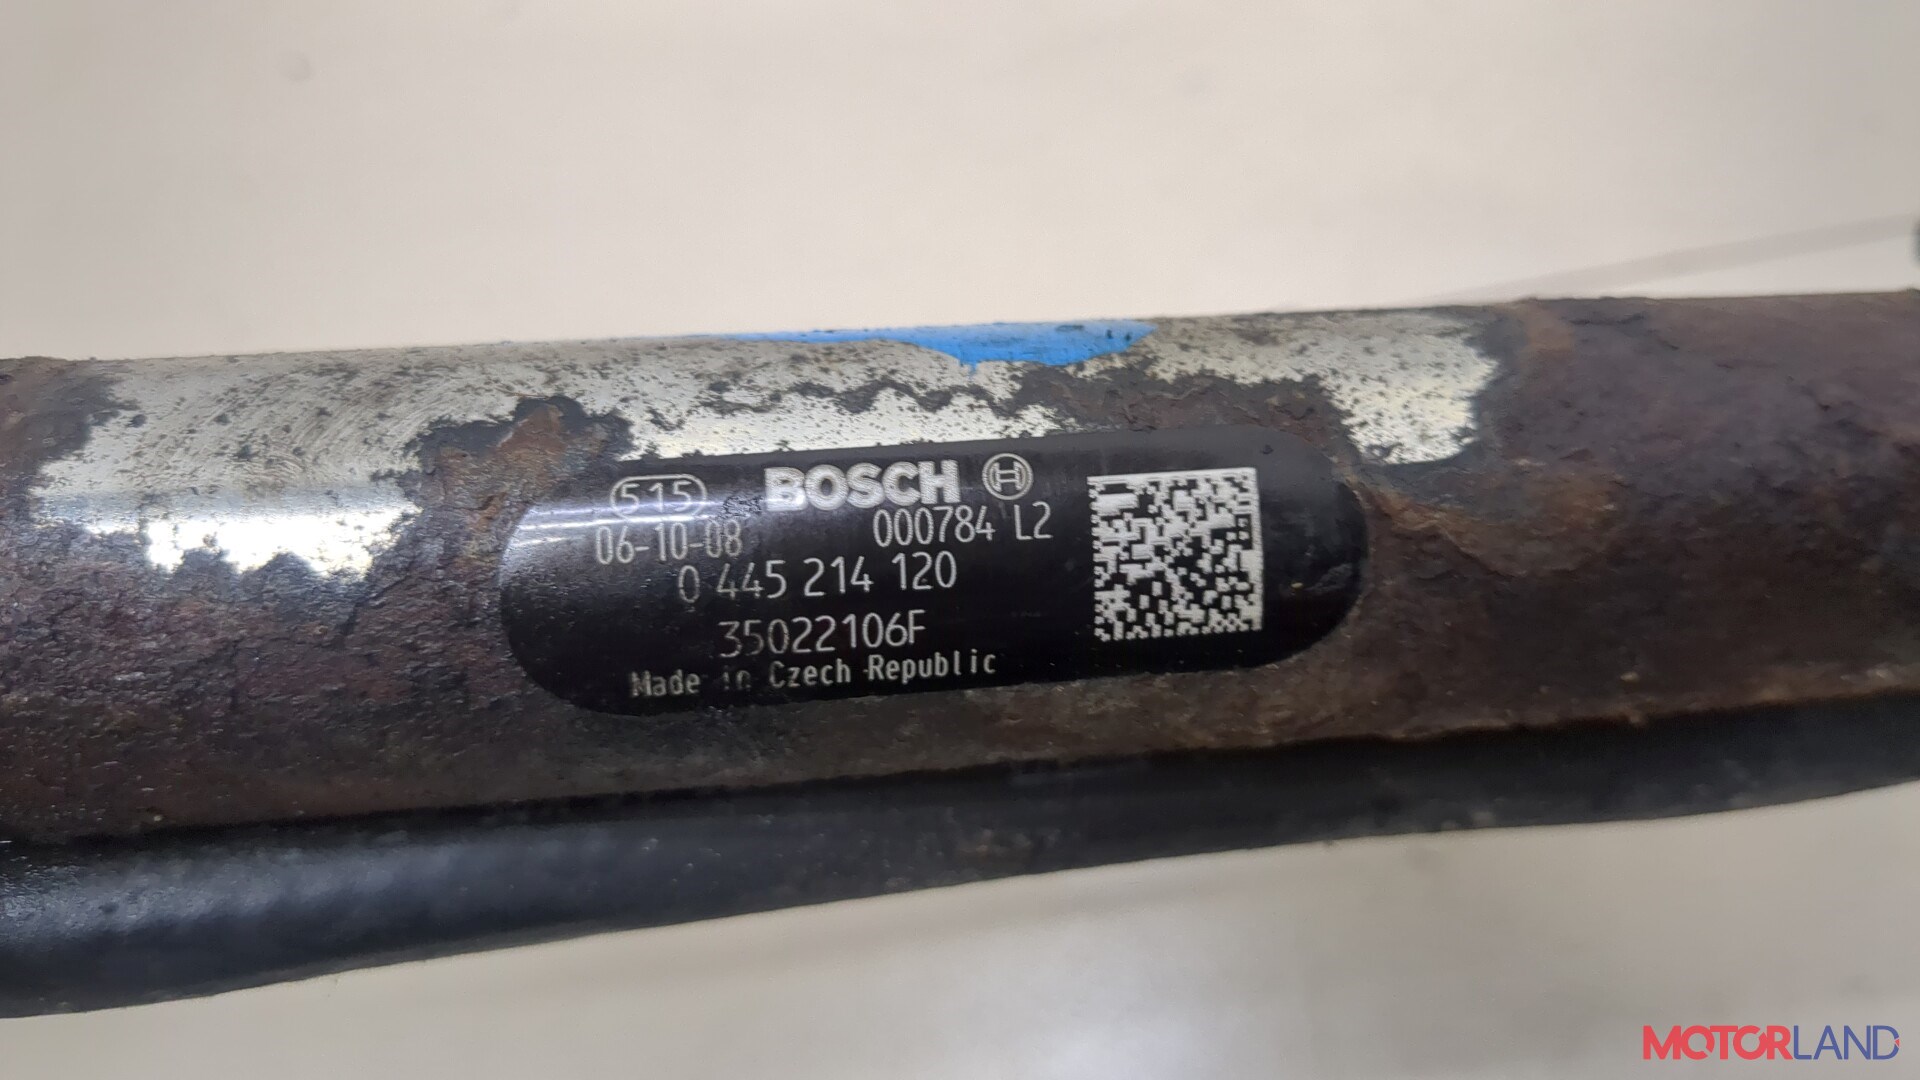 515 BOSCH
06-10-08 000784 L2
0 445 214 120
35022106F
Made in Czech Republic
MOTORLAND